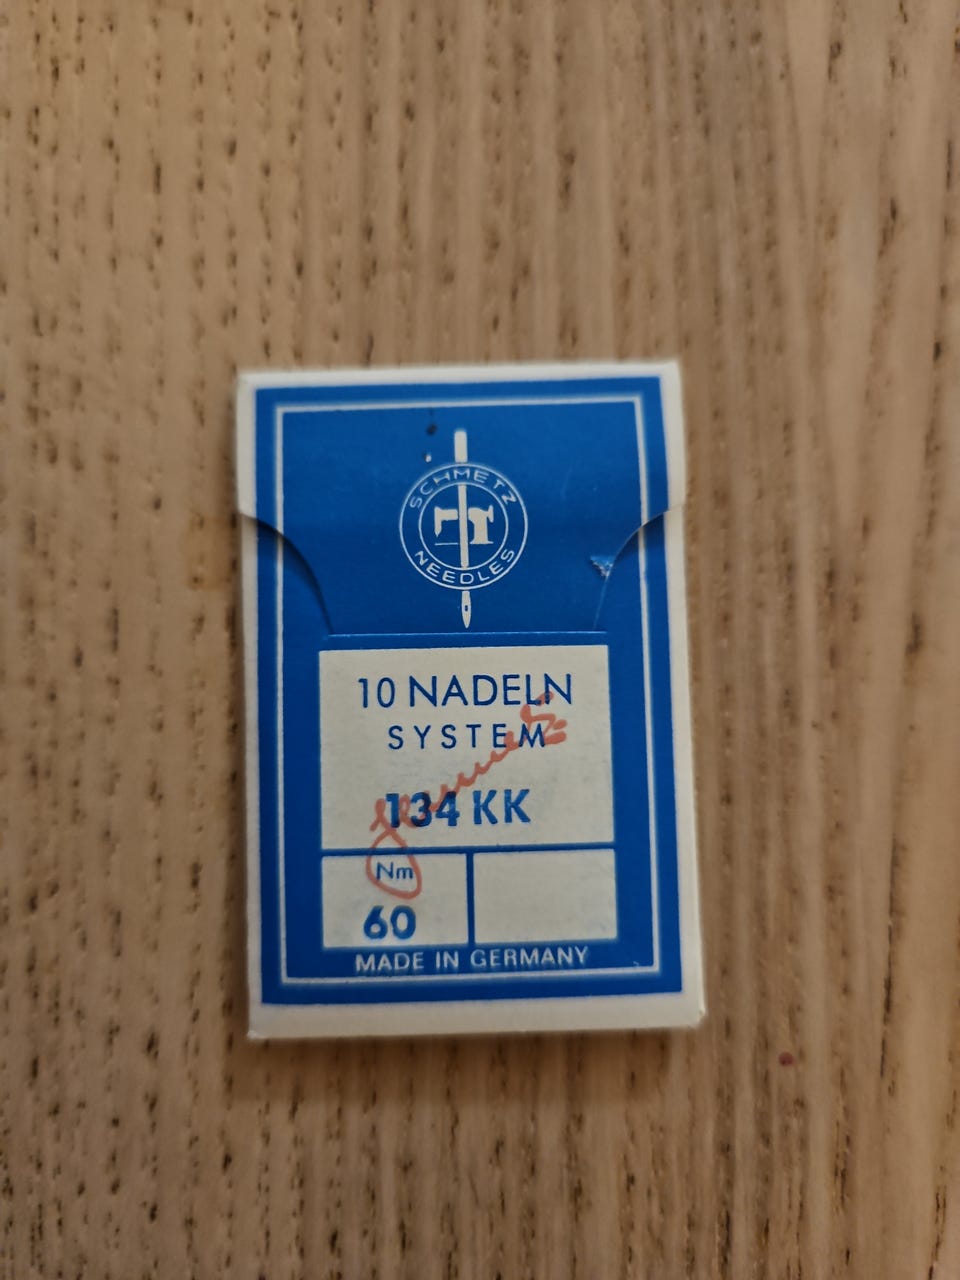 SCHMETZ
NEEDLES
10 NADELN
SYSTEM
134 KK
Nm
60
MADE IN GERMANY